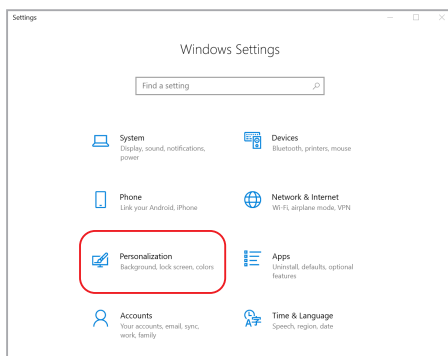 Settings
Windows Settings
Find a setting
System
Display, sound, notifications,
power
Devices
Bluetooth, printers, mouse
Phone
Link your Android, iPhone
Network & Internet
Wi-Fi, airplane mode, VPN
Personalization
Background, lock screen, colors
Apps
Uninstall, defaults, optional
features
Accounts
Your accounts, email, sync,
work, family
Time & Language
Speech, region, date